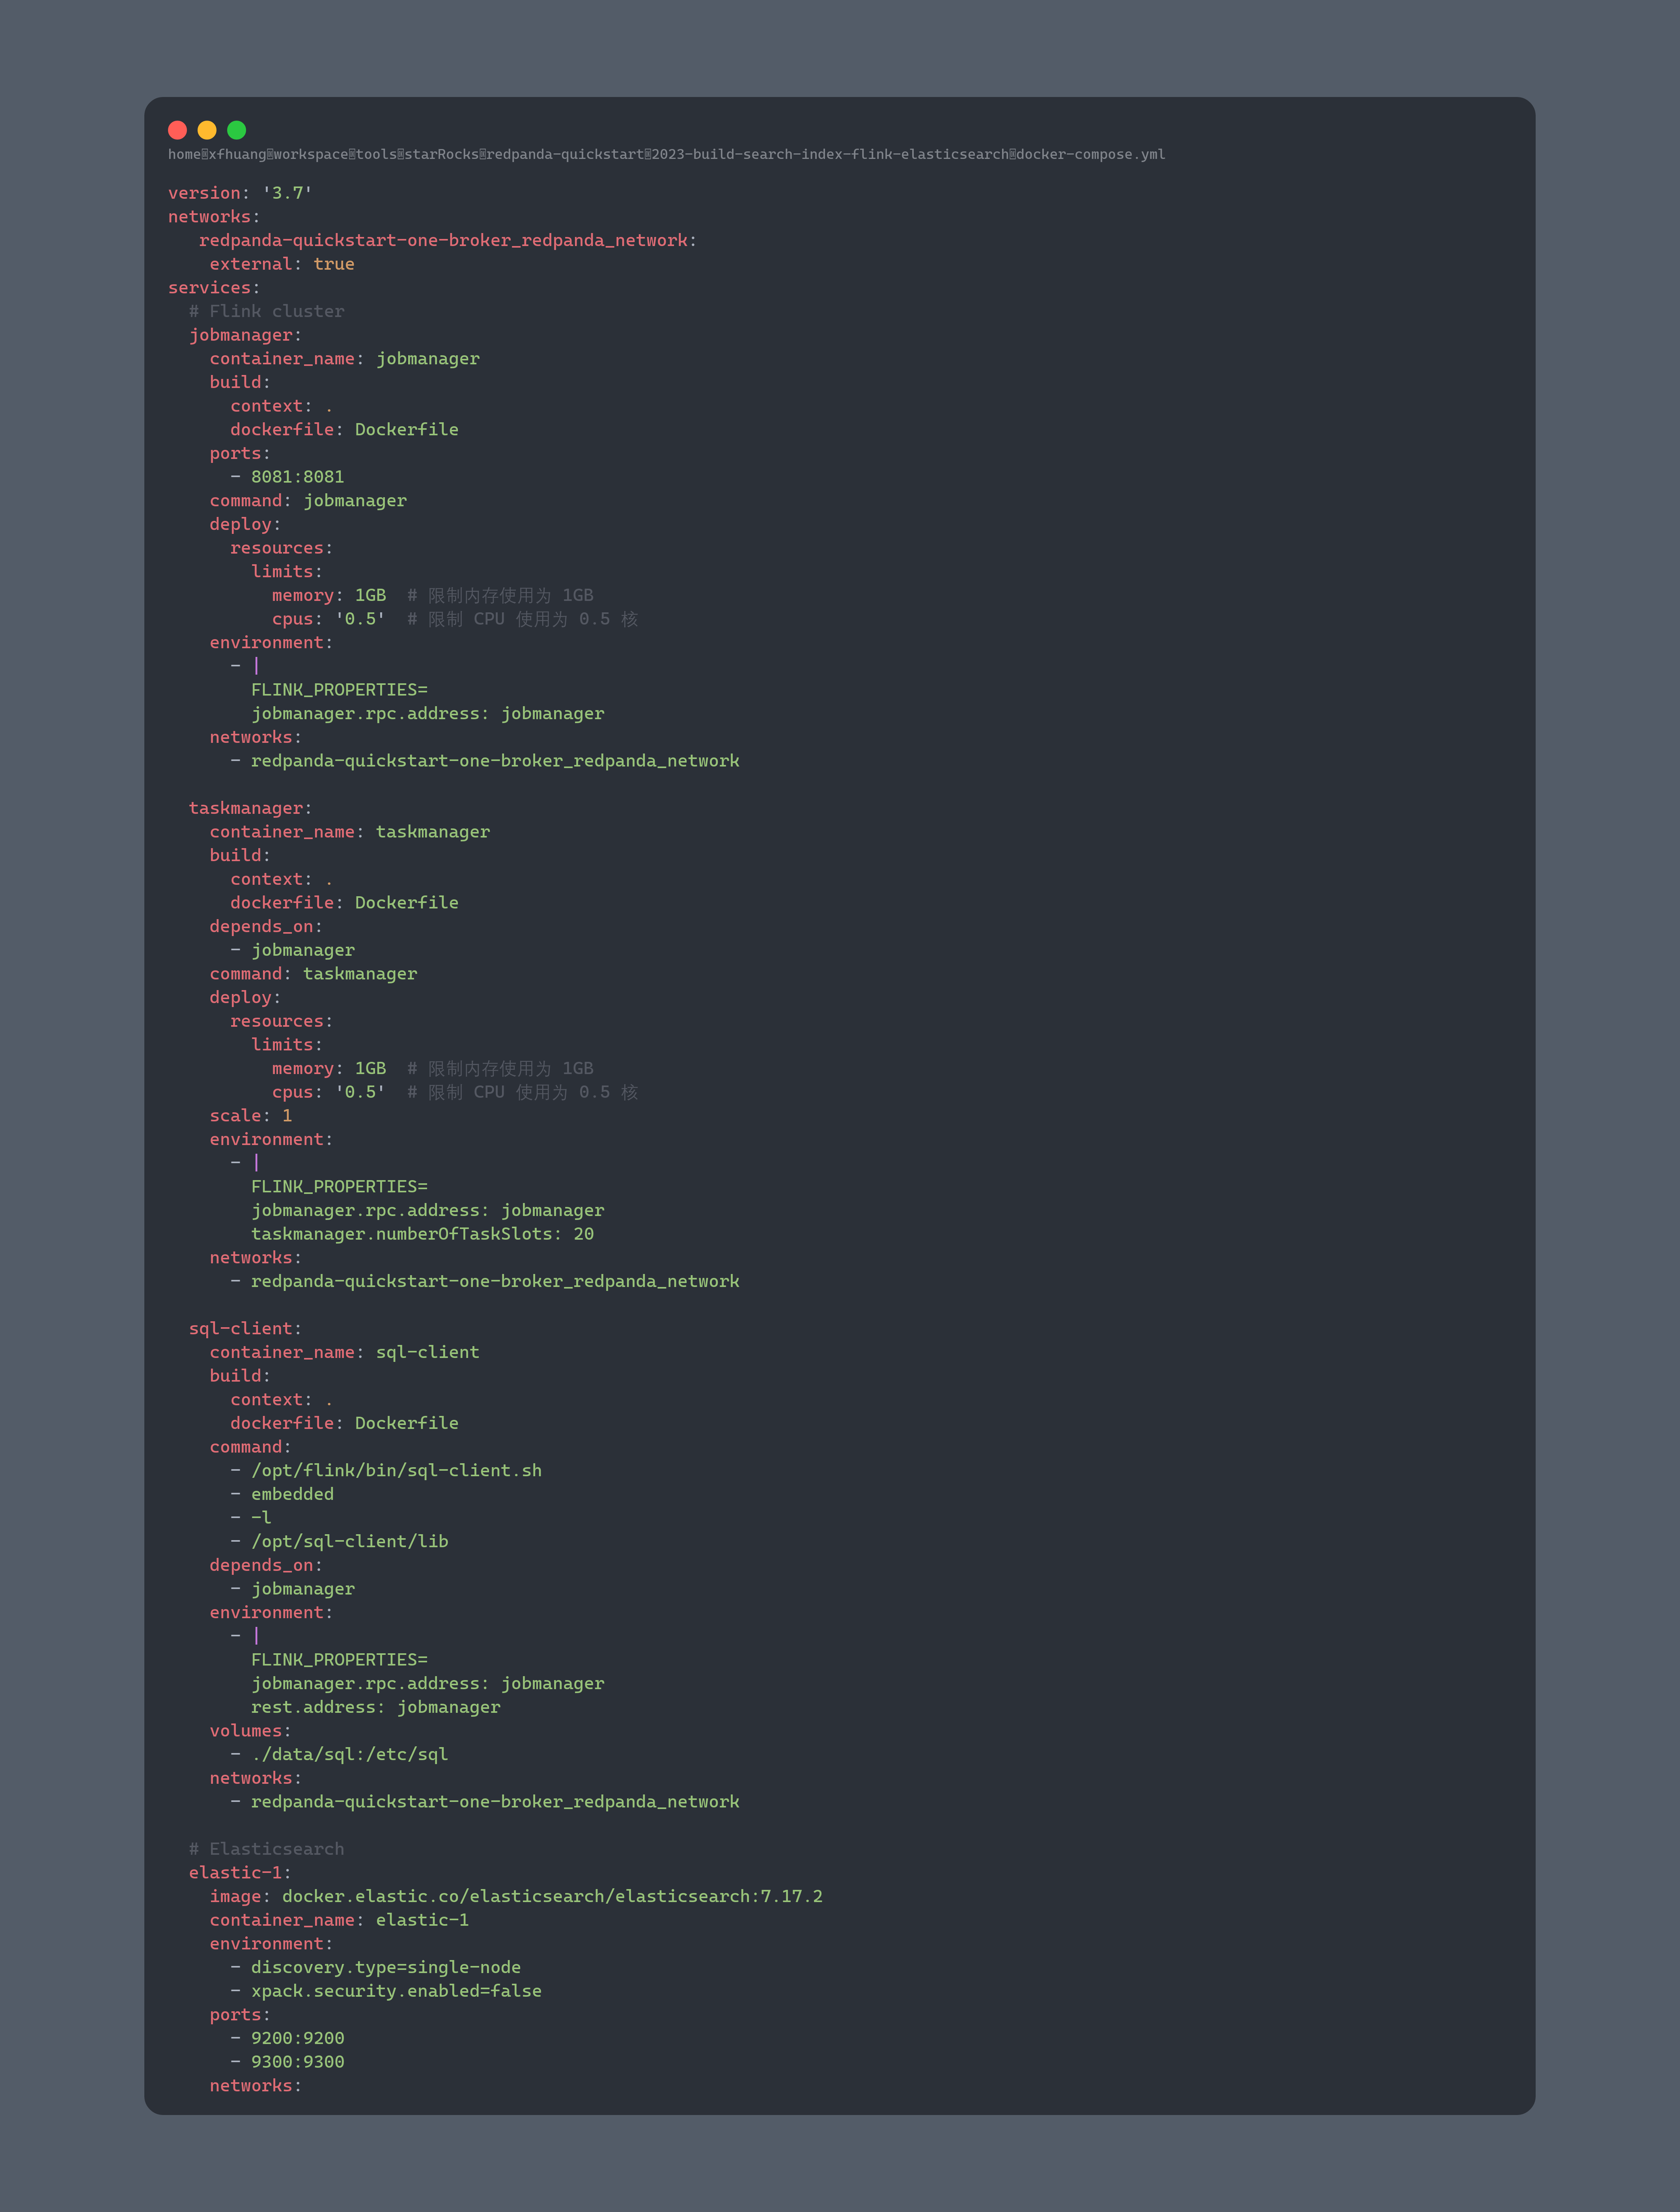 home▯xfhuang▯workspace▯tools▯starRocks▯redpanda-quickstart▯2023-build-search-index-flink-elasticsearch▯docker-compose.yml
version: '3.7'
networks:
   redpanda-quickstart-one-broker_redpanda_network:
    external: true
services:
  # Flink cluster
  jobmanager:
    container_name: jobmanager
    build:
      context: .
      dockerfile: Dockerfile
    ports:
      - 8081:8081
    command: jobmanager
    deploy:
      resources:
        limits:
          memory: 1GB  # 限制内存使用为 1GB
          cpus: '0.5'  # 限制 CPU 使用为 0.5 核
    environment:
      - |
        FLINK_PROPERTIES=
        jobmanager.rpc.address: jobmanager
    networks:
      - redpanda-quickstart-one-broker_redpanda_network

  taskmanager:
    container_name: taskmanager
    build:
      context: .
      dockerfile: Dockerfile
    depends_on:
      - jobmanager
    command: taskmanager
    deploy:
      resources:
        limits:
          memory: 1GB  # 限制内存使用为 1GB
          cpus: '0.5'  # 限制 CPU 使用为 0.5 核
    scale: 1
    environment:
      - |
        FLINK_PROPERTIES=
        jobmanager.rpc.address: jobmanager
        taskmanager.numberOfTaskSlots: 20
    networks:
      - redpanda-quickstart-one-broker_redpanda_network

  sql-client:
    container_name: sql-client
    build:
      context: .
      dockerfile: Dockerfile
    command:
      - /opt/flink/bin/sql-client.sh
      - embedded
      - -l
      - /opt/sql-client/lib
    depends_on:
      - jobmanager
    environment:
      - |
        FLINK_PROPERTIES=
        jobmanager.rpc.address: jobmanager
        rest.address: jobmanager
    volumes:
      - ./data/sql:/etc/sql
    networks:
      - redpanda-quickstart-one-broker_redpanda_network

  # Elasticsearch
  elastic-1:
    image: docker.elastic.co/elasticsearch/elasticsearch:7.17.2
    container_name: elastic-1
    environment:
      - discovery.type=single-node
      - xpack.security.enabled=false
    ports:
      - 9200:9200
      - 9300:9300
    networks: